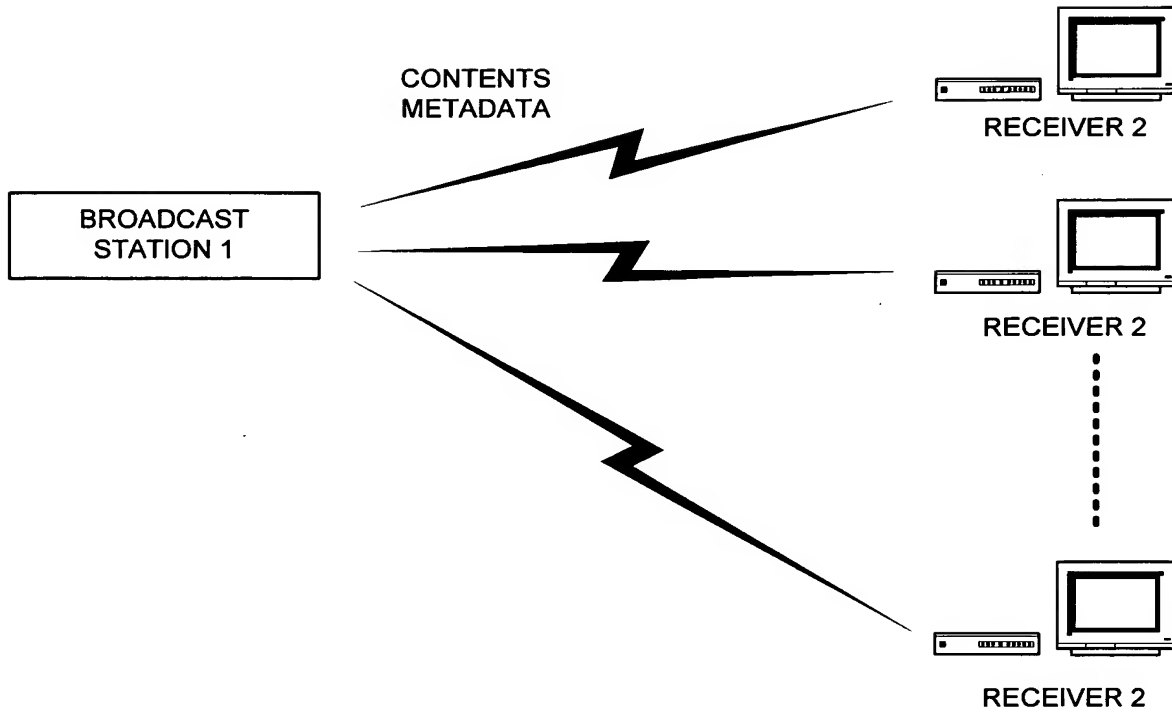 CONTENTS
METADATA
RECEIVER 2
BROADCAST
STATION 1
RECEIVER 2
RECEIVER 2